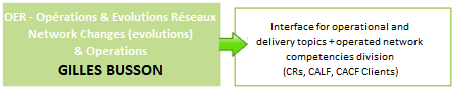 OER - Opérations & Evolutions Réseaux
Network Changes (evolutions)
& Operations
GILLES BUSSON
Interface for operational and
delivery topics + operated network
competencies division
(CRs, CALF, CACF Clients)